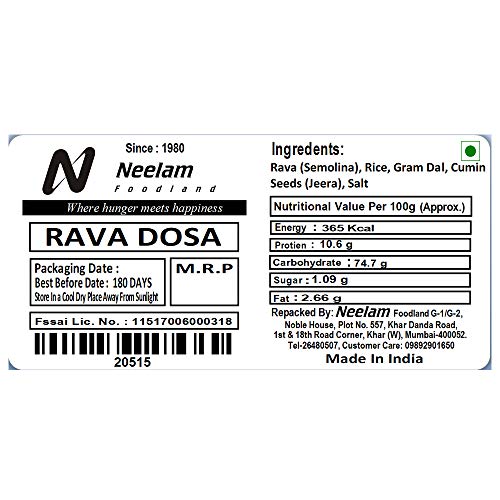 Since : 1980
N Neelam
Foodland
Where hunger meets happiness
RAVA DOSA
Packaging Date :
Best Before Date : 180 DAYS
Store In a Cool Dry Place Away From Sunlight
M.R.P
Fssai Lic. No. : 11517006000318
20515
Ingredents:
Rava (Semolina), Rice, Gram Dal, Cumin
Seeds (Jeera), Salt
Nutritional Value Per 100g (Approx.)
Energy : 365 Kcal
Protien : 10.6 g
Carbohydrate : 74.7 g
Sugar : 1.09 g
Fat : 2.66 g
Repacked By: Neelam Foodland G-1/G-2,
Noble House, Plot No. 557, Khar Danda Road,
1st & 18th Road Corner, Khar (W), Mumbai-400052.
Tel-26480507, Customer Care: 09892901650
Made In India